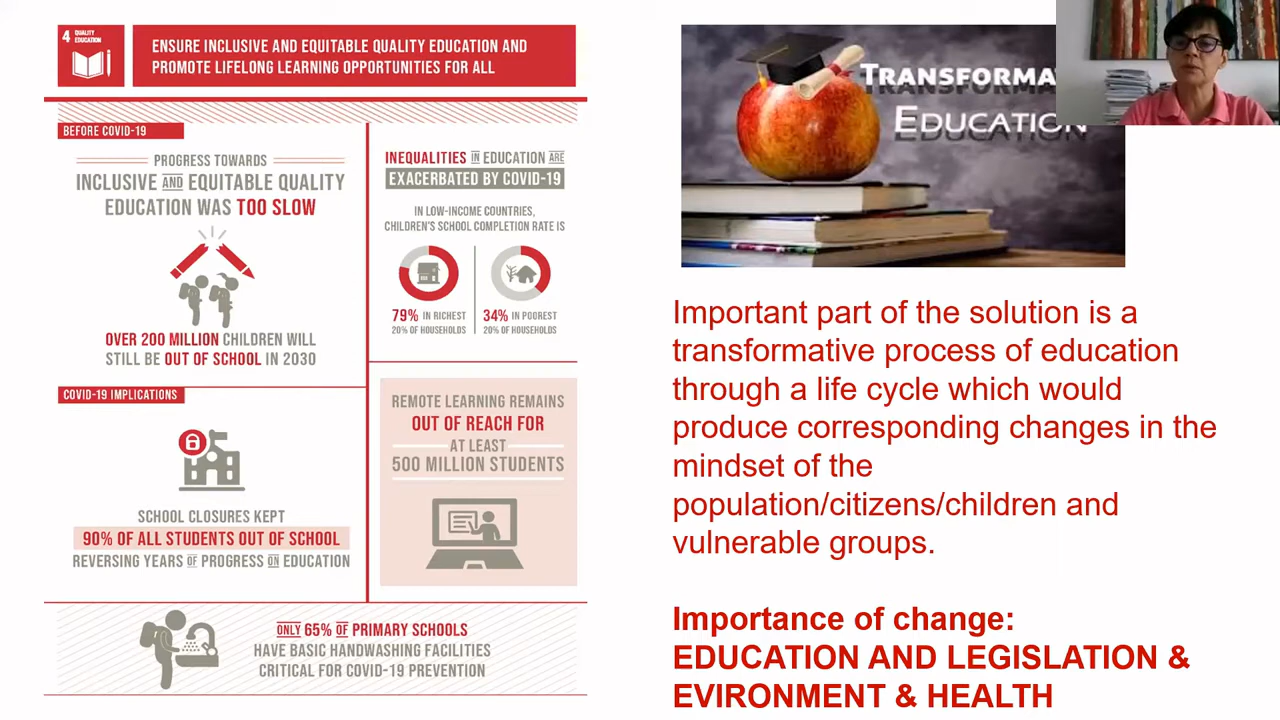 4 QUALITY
EDUCATION
ENSURE INCLUSIVE AND EQUITABLE QUALITY EDUCATION AND
PROMOTE LIFELONG LEARNING OPPORTUNITIES FOR ALL
BEFORE COVID-19
PROGRESS TOWARDS
INCLUSIVE AND EQUITABLE QUALITY
EDUCATION WAS TOO SLOW
OVER 200 MILLION CHILDREN WILL
STILL BE OUT OF SCHOOL IN 2030
INEQUALITIES IN EDUCATION ARE
EXACERBATED BY COVID-19
IN LOW-INCOME COUNTRIES,
CHILDREN'S SCHOOL COMPLETION RATE IS
79% IN RICHEST
20% OF HOUSEHOLDS
34% IN POOREST
20% OF HOUSEHOLDS
COVID-19 IMPLICATIONS
SCHOOL CLOSURES KEPT
90% OF ALL STUDENTS OUT OF SCHOOL
REVERSING YEARS OF PROGRESS ON EDUCATION
REMOTE LEARNING REMAINS
OUT OF REACH FOR
AT LEAST
500 MILLION STUDENTS
ONLY 65% OF PRIMARY SCHOOLS
HAVE BASIC HANDWASHING FACILITIES
CRITICAL FOR COVID-19 PREVENTION
TRANSFORMA
EDUCATION
Important part of the solution is a
transformative process of education
through a life cycle which would
produce corresponding changes in the
mindset of the
population/citizens/children and
vulnerable groups.
Importance of change:
EDUCATION AND LEGISLATION &
EVIRONMENT & HEALTH